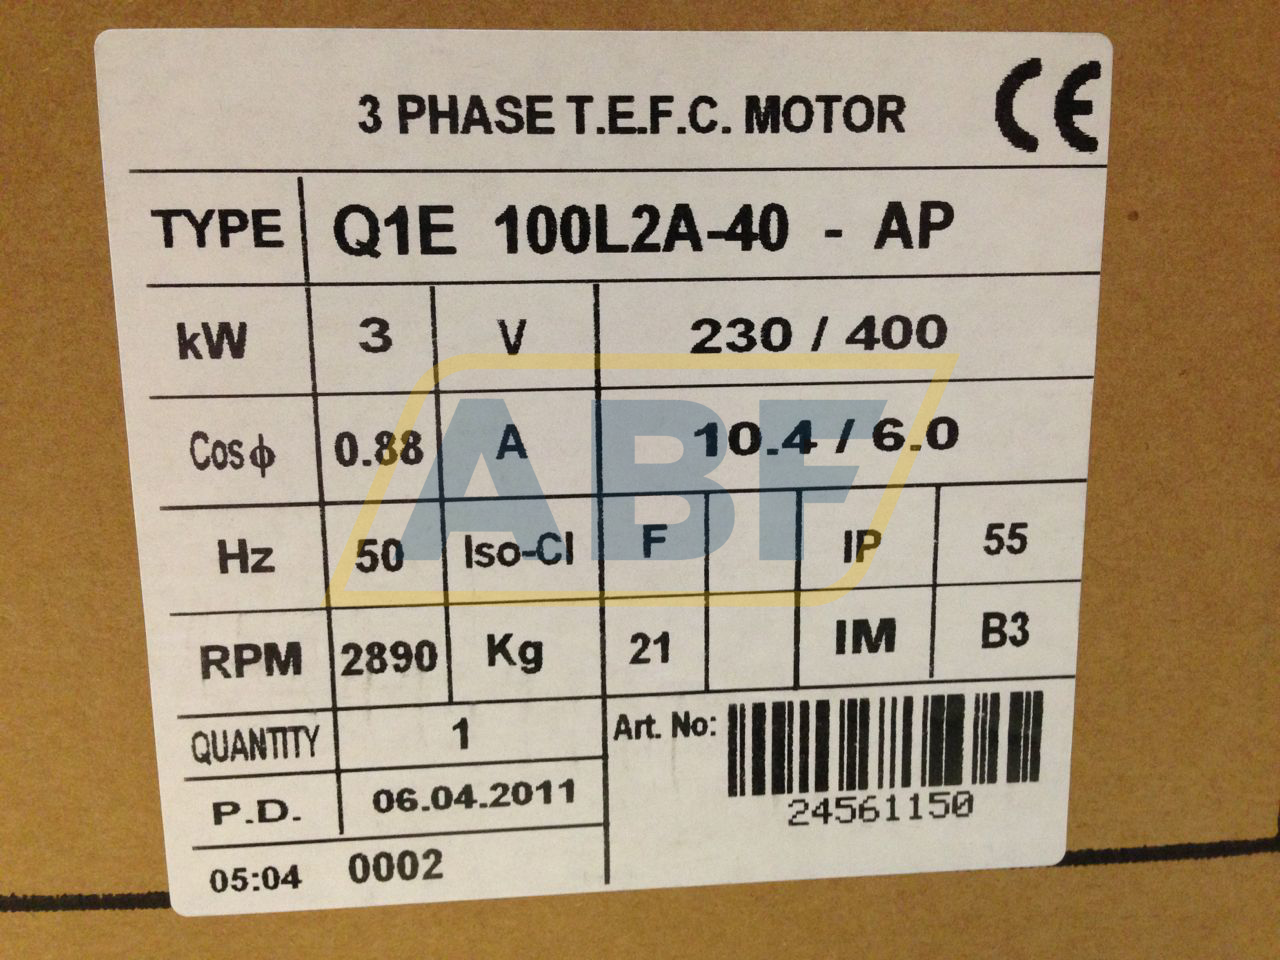 3 PHASE T.E.F.C. MOTOR CE
TYPE Q1E 100L2A-40 - AP
kW 3 V 230 / 400
Cosϕ 0.88 A 10.4 / 6.0
Hz 50 Iso-Cl F IP 55
RPM 2890 Kg 21 IM B3
QUANTITY 1 Art. No:
P.D. 06.04.2011 24561150
05:04 0002
ABF